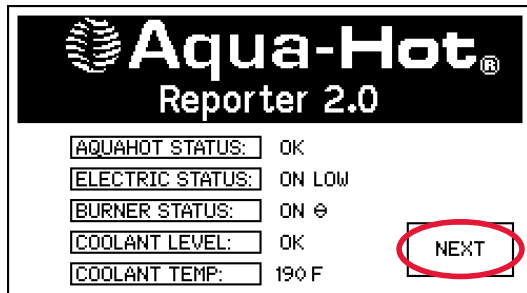 Aqua-Hot®
Reporter 2.0
AQUAHOT STATUS: OK
ELECTRIC STATUS: ON LOW
BURNER STATUS: ON ⊖
COOLANT LEVEL: OK
NEXT
COOLANT TEMP: 190 F